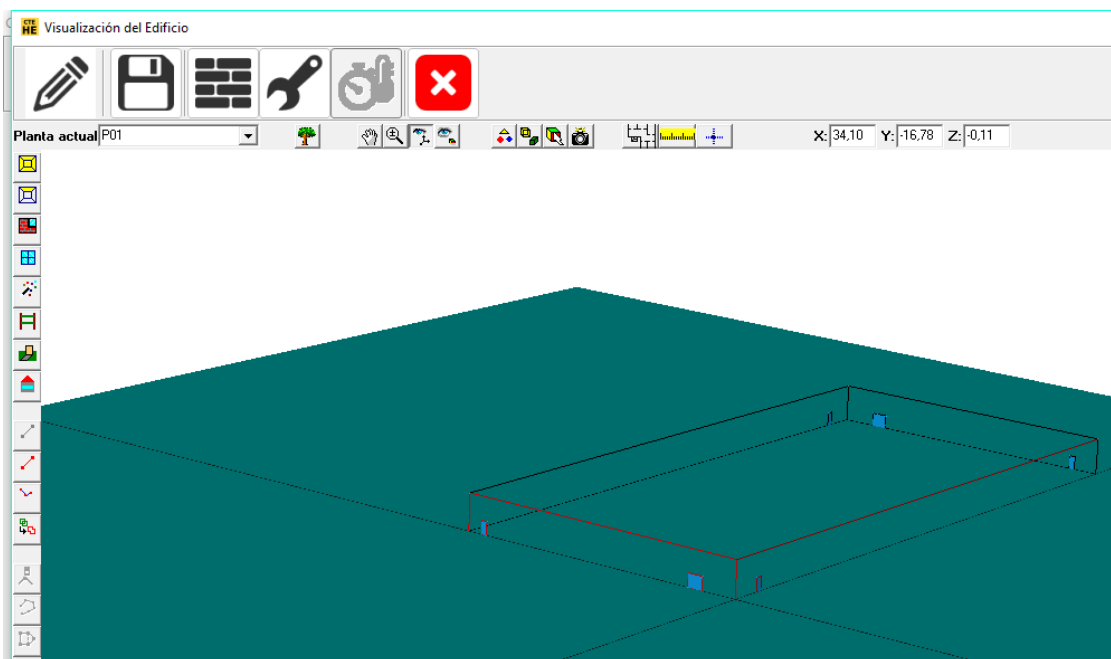 CTE
HE Visualización del Edificio
Planta actual P01 X: 34,10 Y: -16,78 Z: -0,11